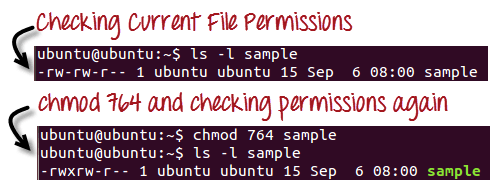 Checking Current File Permissions
ubuntu@ubuntu:~$ ls -l sample
-rw-rw-r-- 1 ubuntu ubuntu 15 Sep  6 08:00 sample
chmod 764 and checking permissions again
ubuntu@ubuntu:~$ chmod 764 sample
ubuntu@ubuntu:~$ ls -l sample
-rwxrw-r-- 1 ubuntu ubuntu 15 Sep  6 08:00 sample